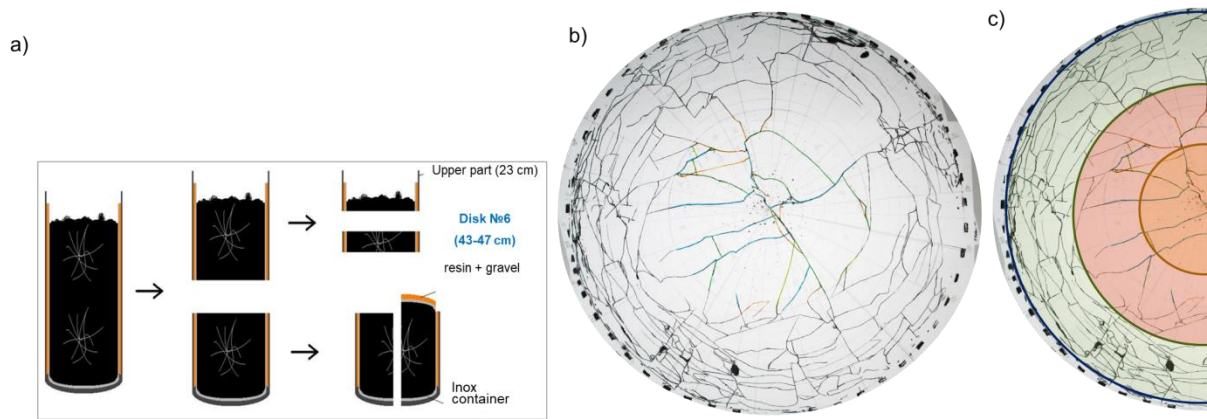 a)
Upper part (23 cm)
Disk №6
(43-47 cm)
resin + gravel
Inox
container
b)
c)